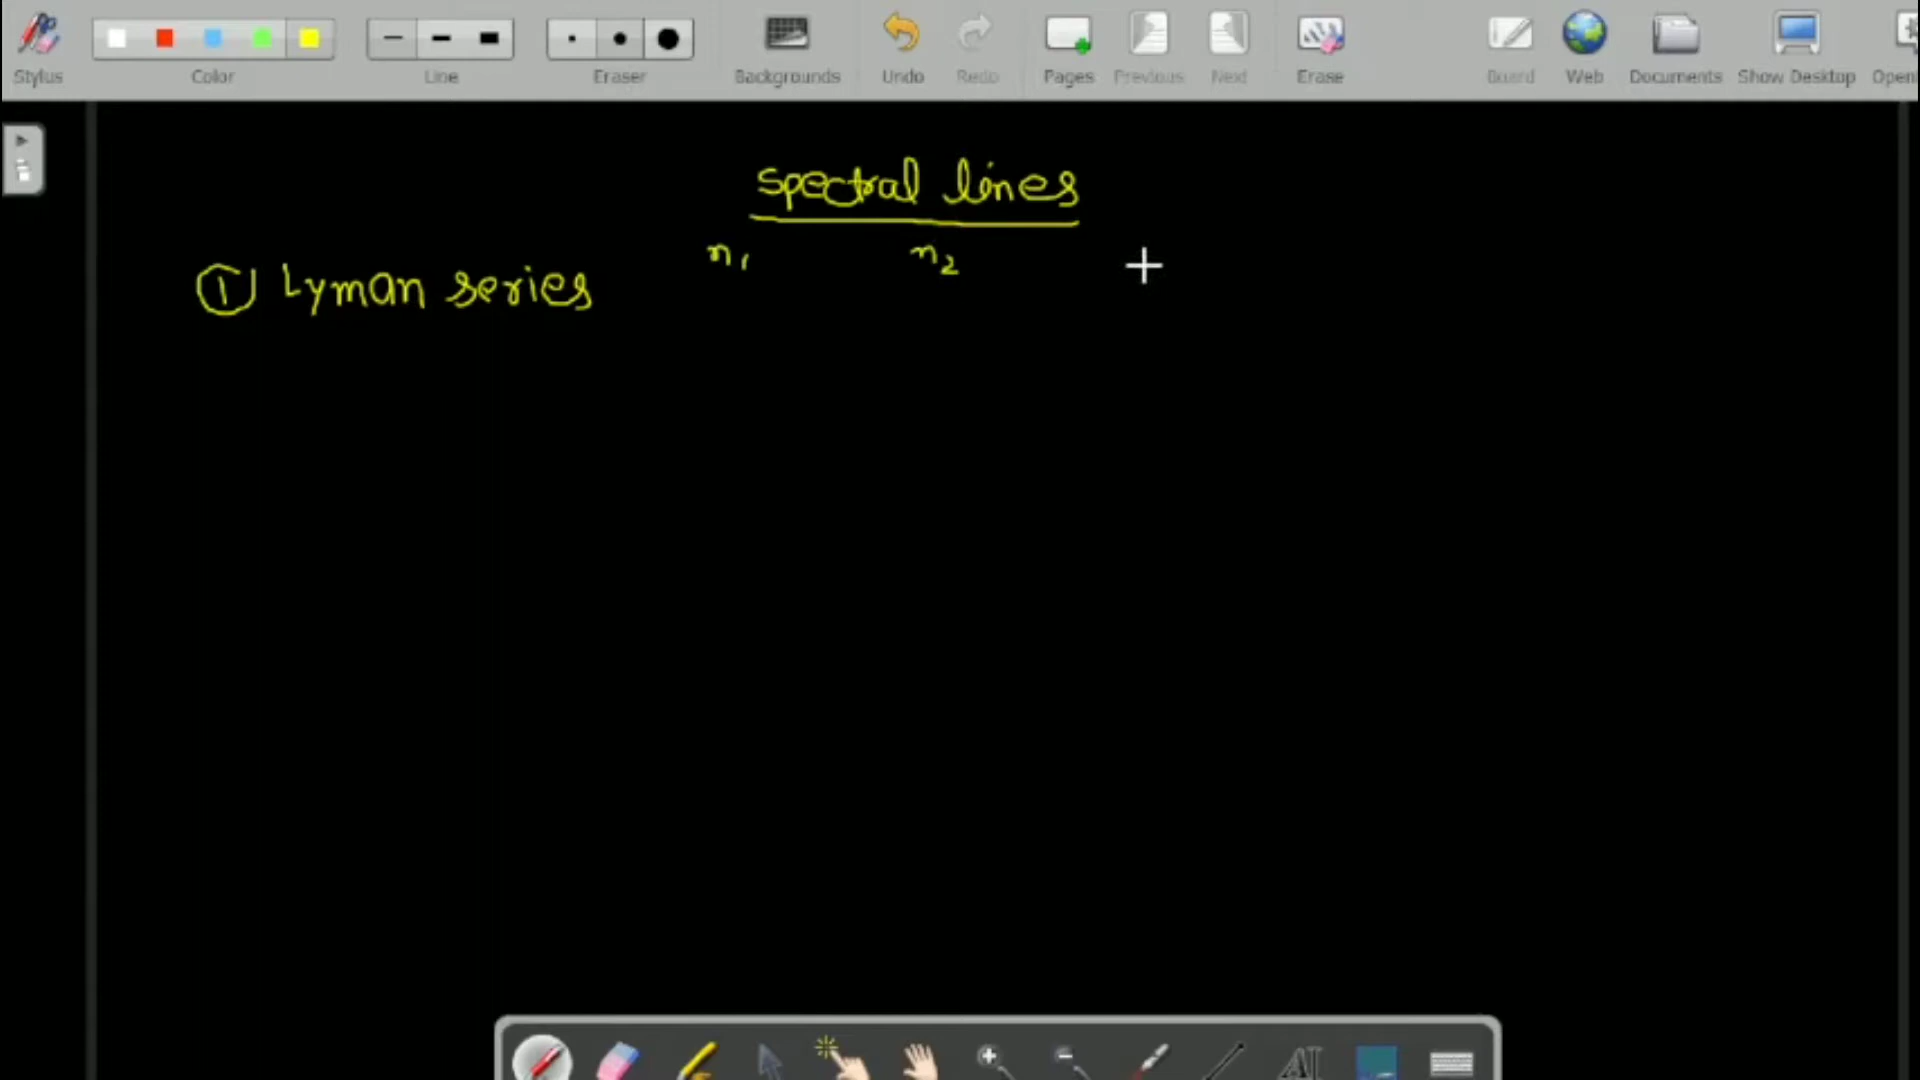 Stylus Color Line Eraser Backgrounds Undo Redo Pages Previous Next Erase Board Web Documents Show Desktop Open
spectral lines
n₁ n₂
① Lyman series